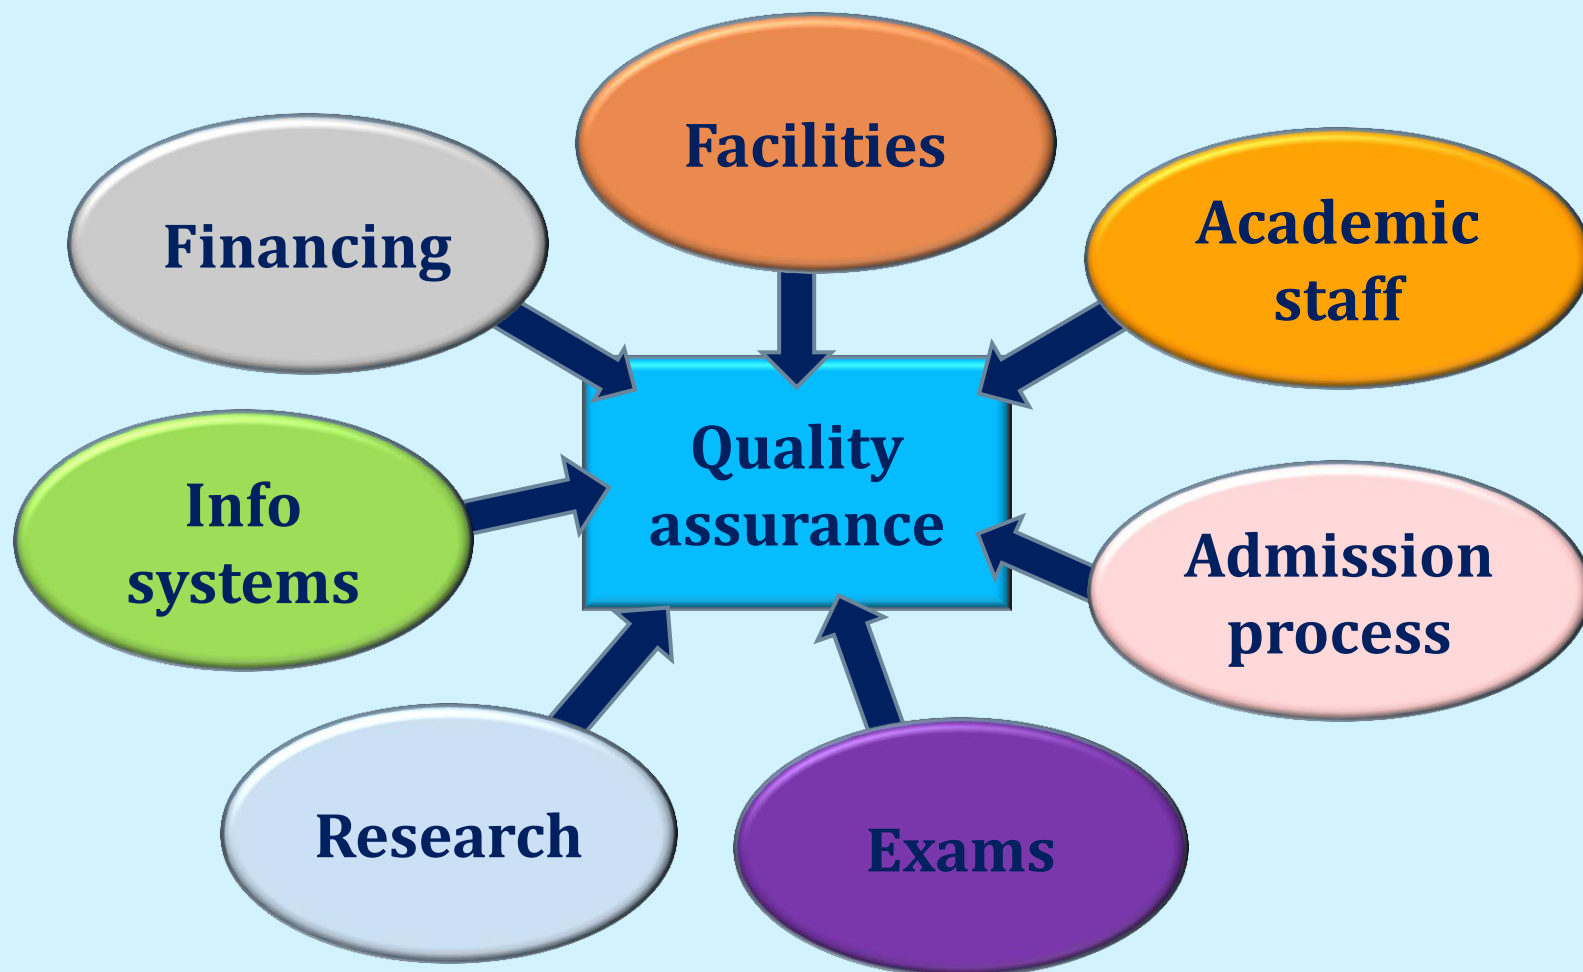 Facilities
Financing
Academic
staff
Quality
assurance
Info
systems
Admission
process
Research
Exams